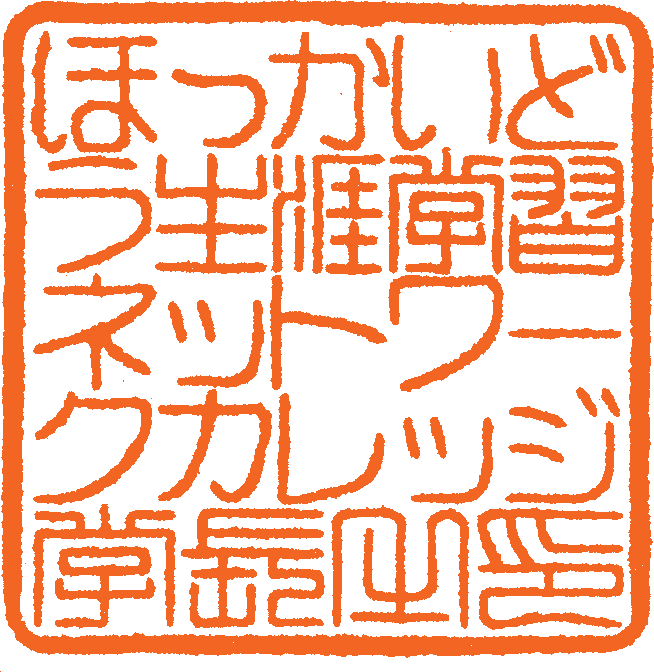 ほっかいど
う生涯学習
ネットワー
クカレッジ
学長之印